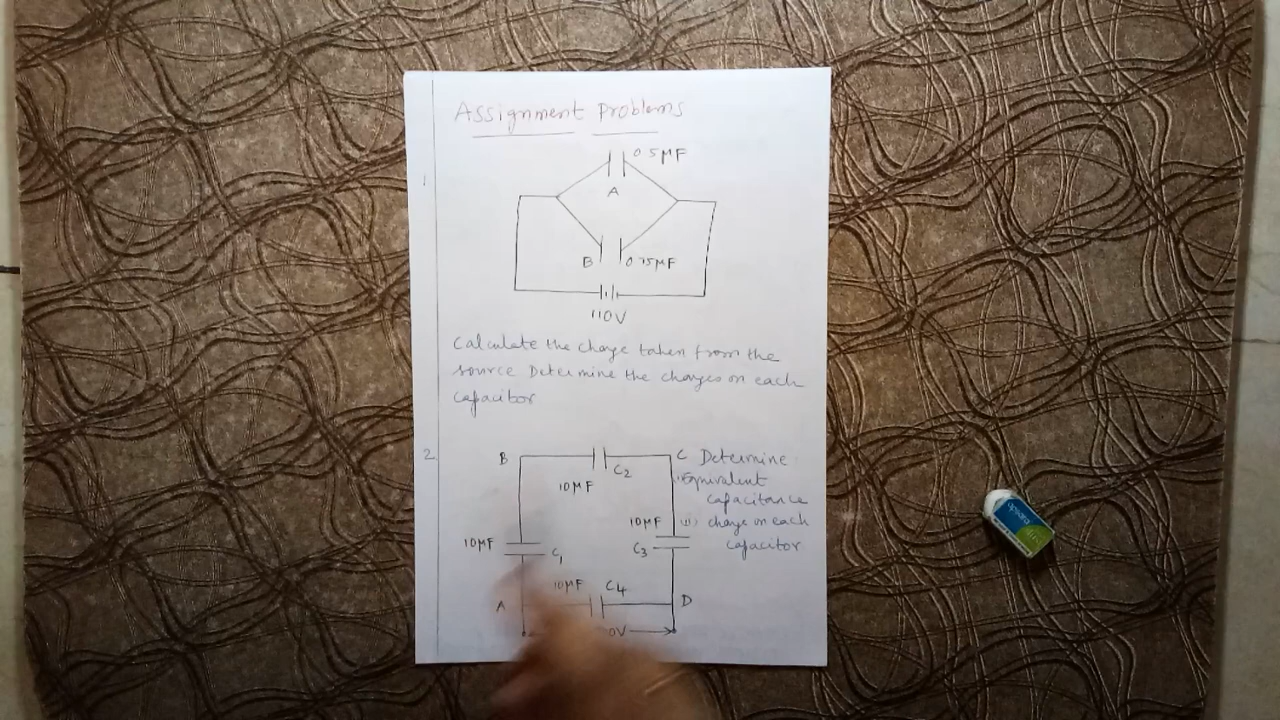 Assignment Problems
1
0.5μF
A
B 0.75μF
110V
Calculate the charge taken from the
source Determine the charges on each
capacitor
2
B C Determine
C2 (i) Equivalent
10μF capacitance
10μF (ii) charge on each
10μF C1 C3 capacitor
10μF C4
A D
0V
apsara